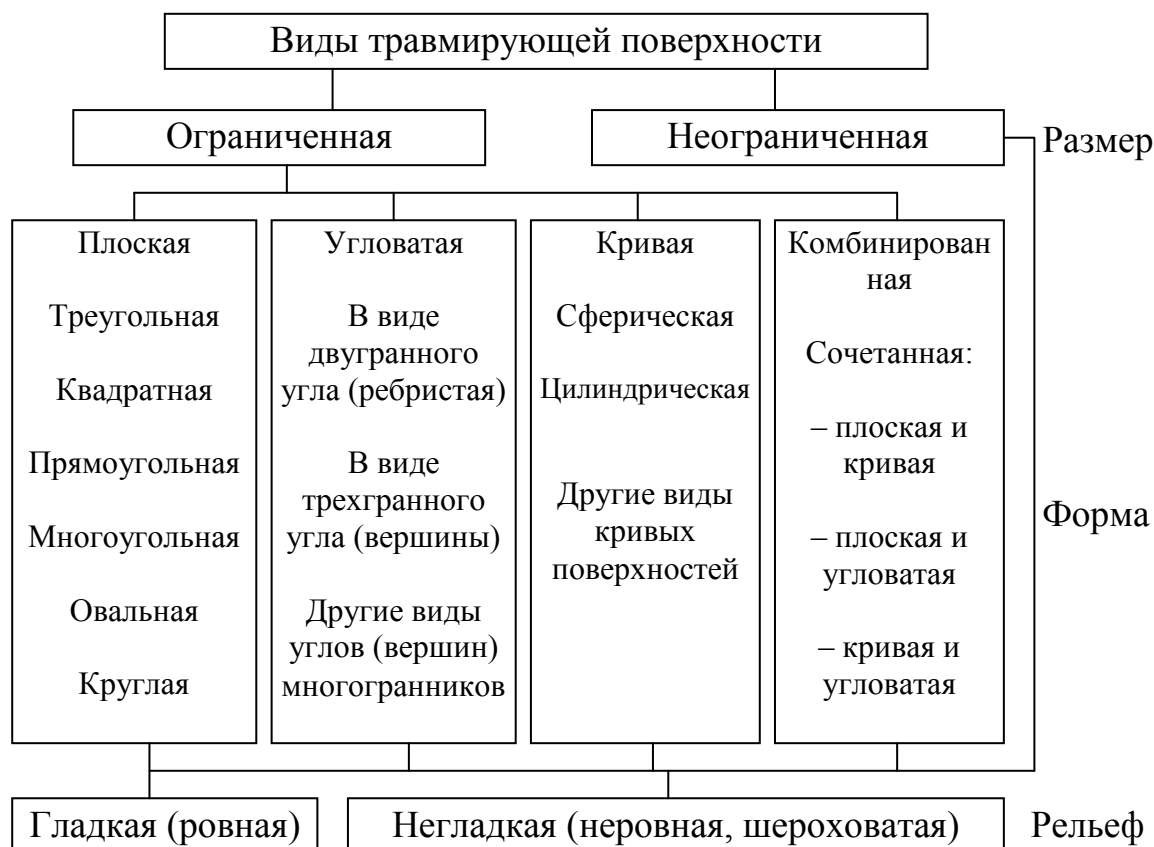 Виды травмирующей поверхности
Ограниченная
Неограниченная
Размер
Плоская
Треугольная
Квадратная
Прямоугольная
Многоугольная
Овальная
Круглая
Угловатая
В виде
двугранного
угла (ребристая)
В виде
трехгранного
угла (вершины)
Другие виды
углов (вершин)
многогранников
Кривая
Сферическая
Цилиндрическая
Другие виды
кривых
поверхностей
Комбинирован
ная
Сочетанная:
– плоская и
кривая
– плоская и
угловатая
– кривая и
угловатая
Форма
Гладкая (ровная)
Негладкая (неровная, шероховатая)
Рельеф